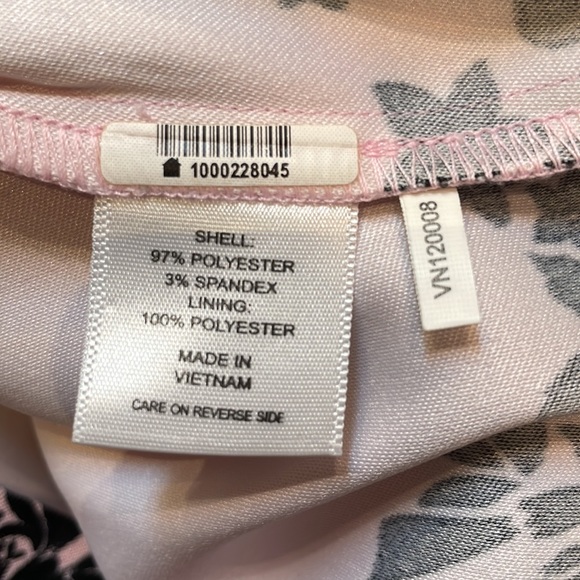 1000228045
SHELL:
97% POLYESTER
3% SPANDEX
LINING:
100% POLYESTER
MADE IN
VIETNAM
CARE ON REVERSE SIDE
VN120008